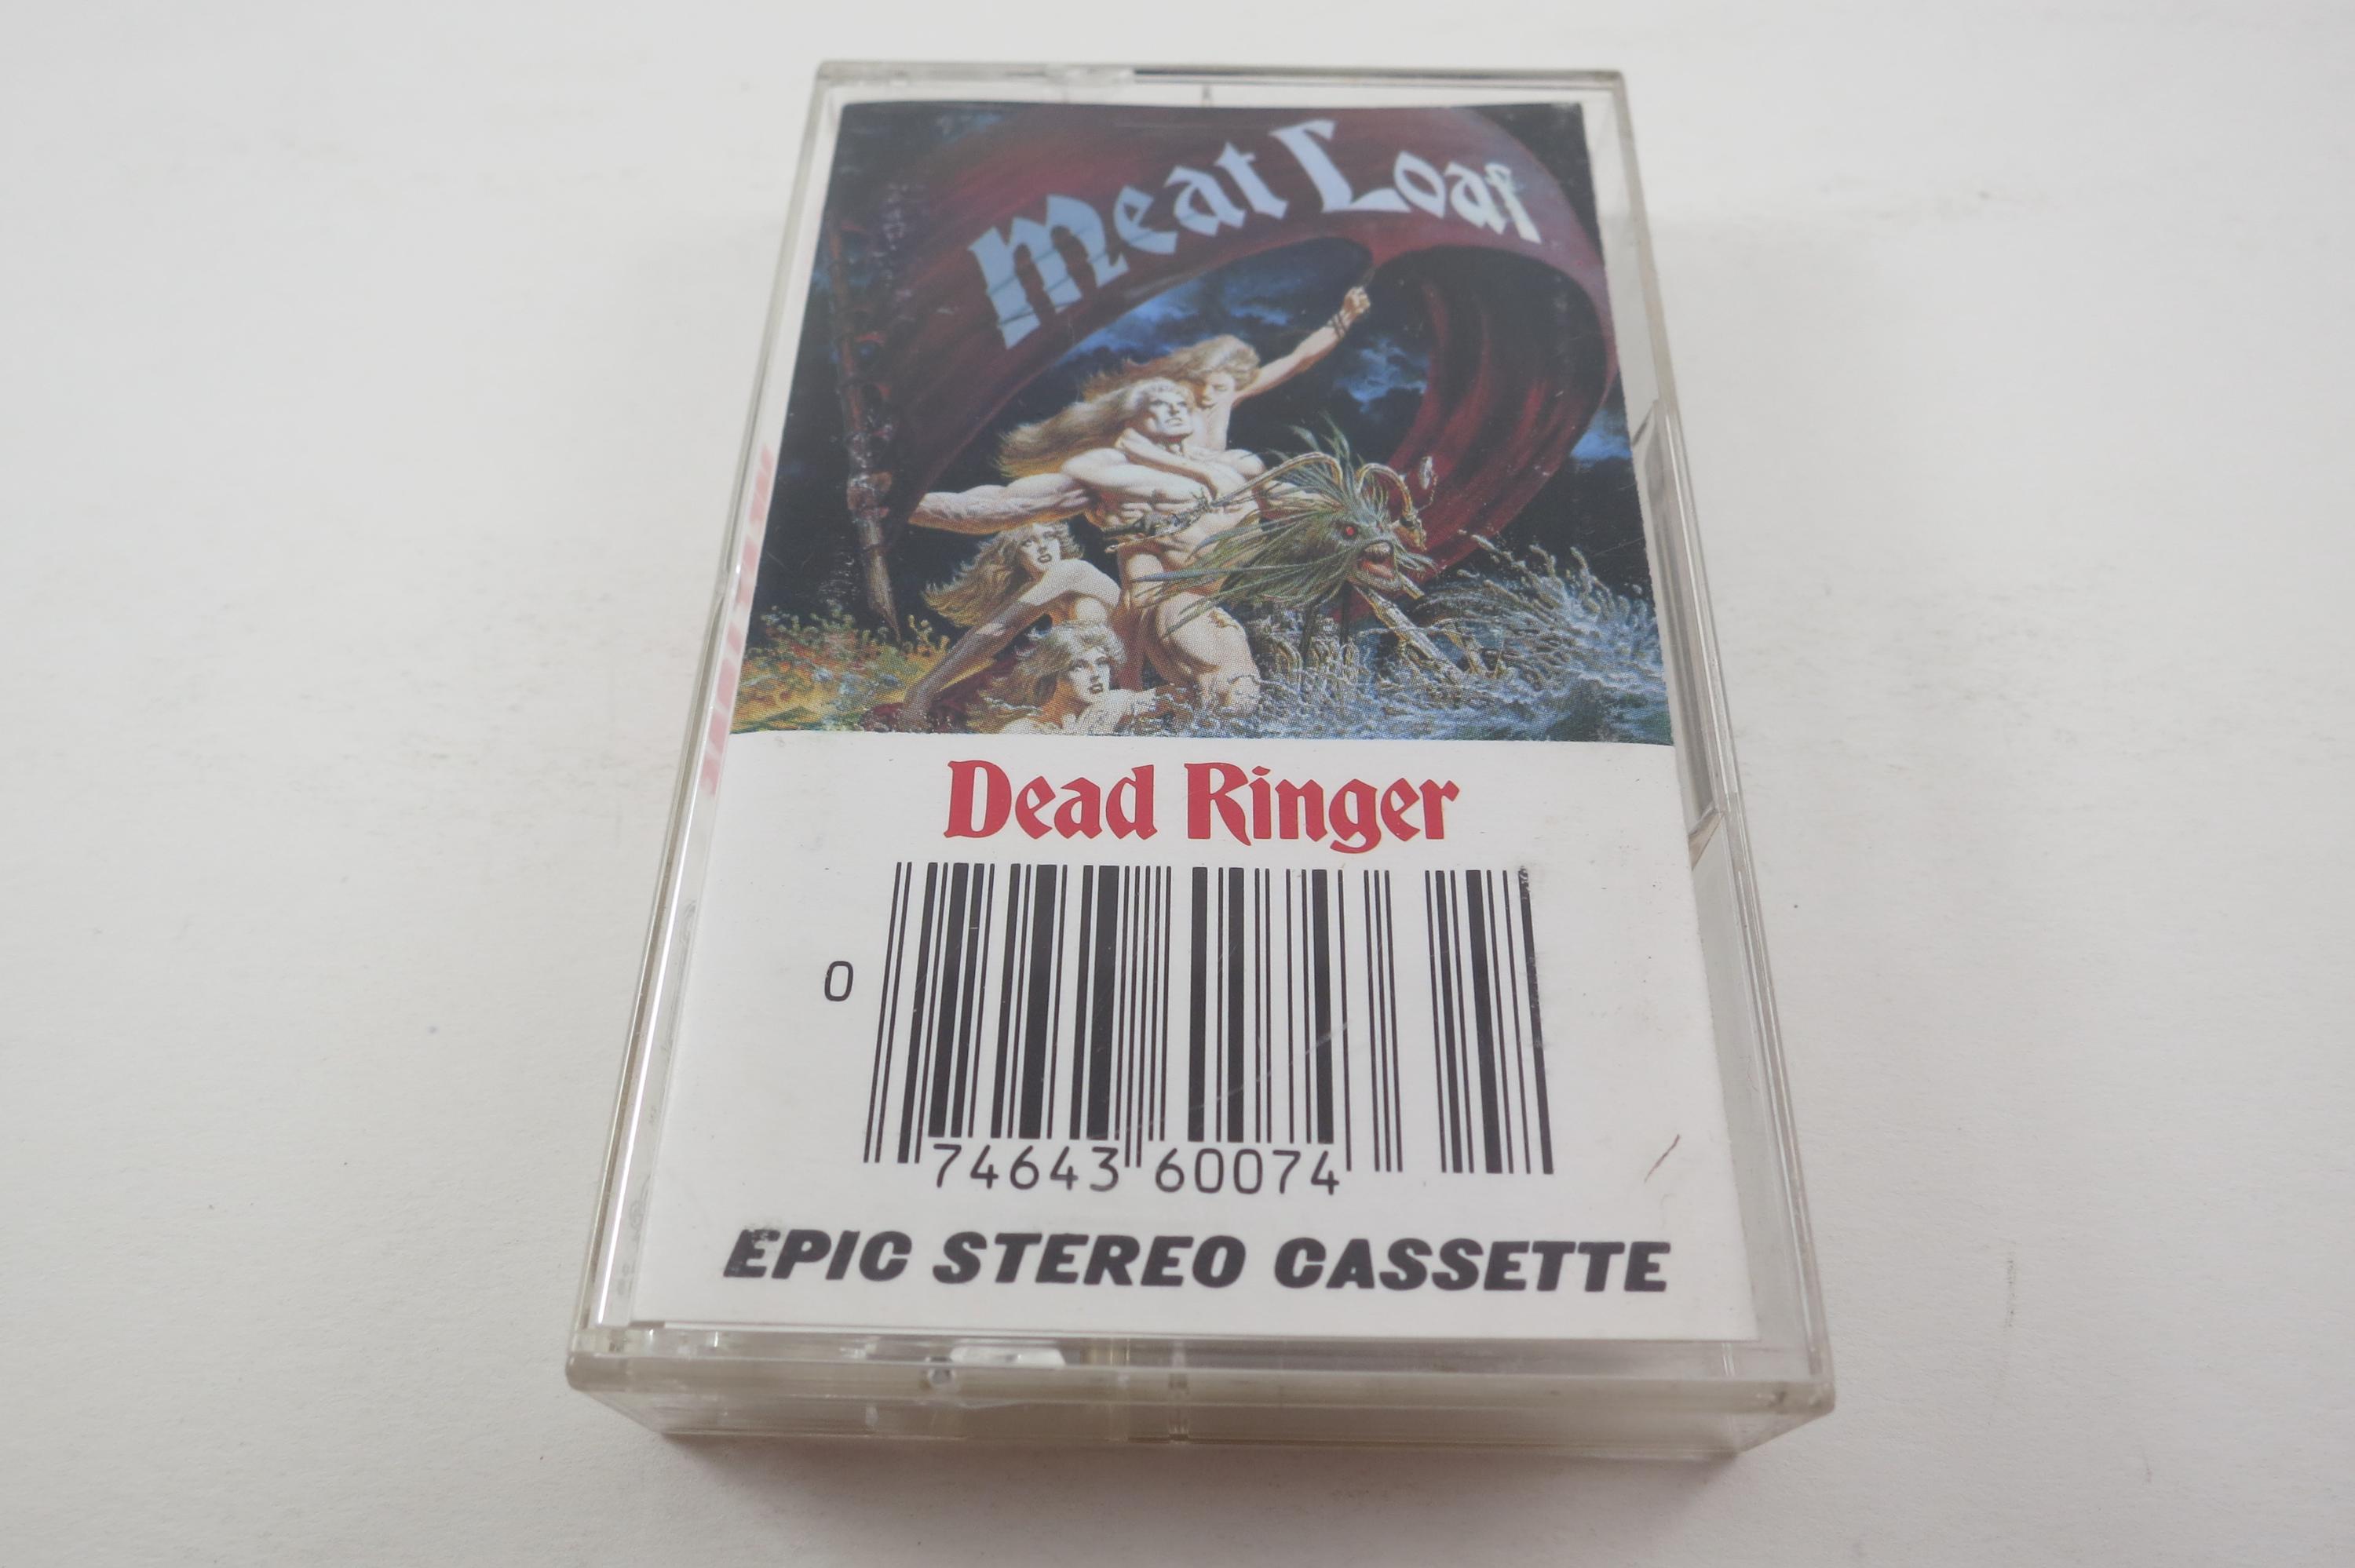 Meat Loaf
Dead Ringer
0
74643 60074
EPIC STEREO CASSETTE